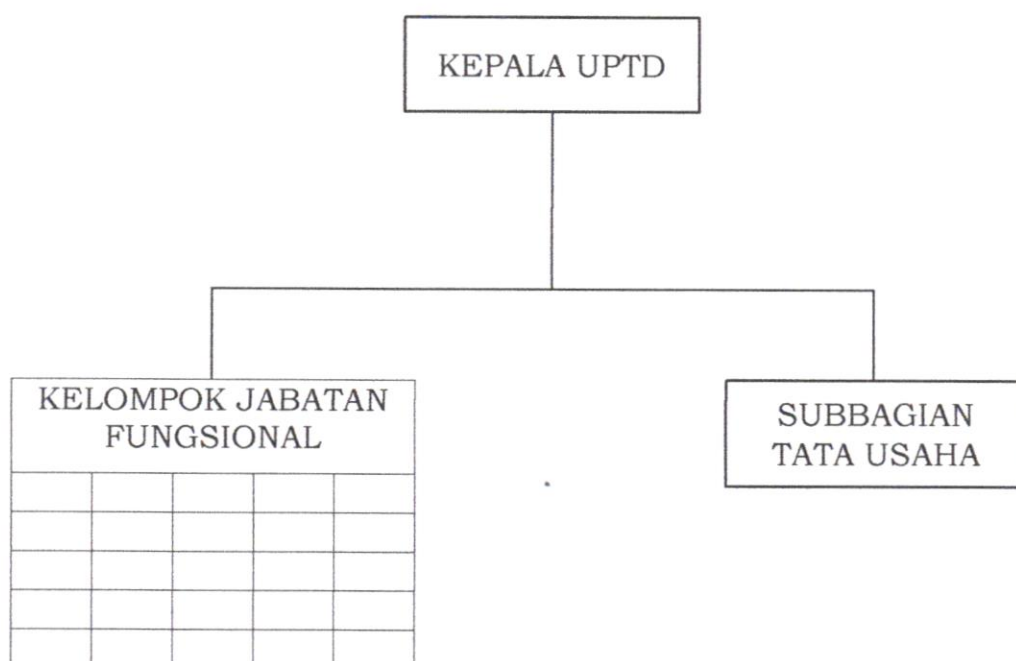 KEPALA UPTD
KELOMPOK JABATAN
FUNGSIONAL
SUBBAGIAN
TATA USAHA